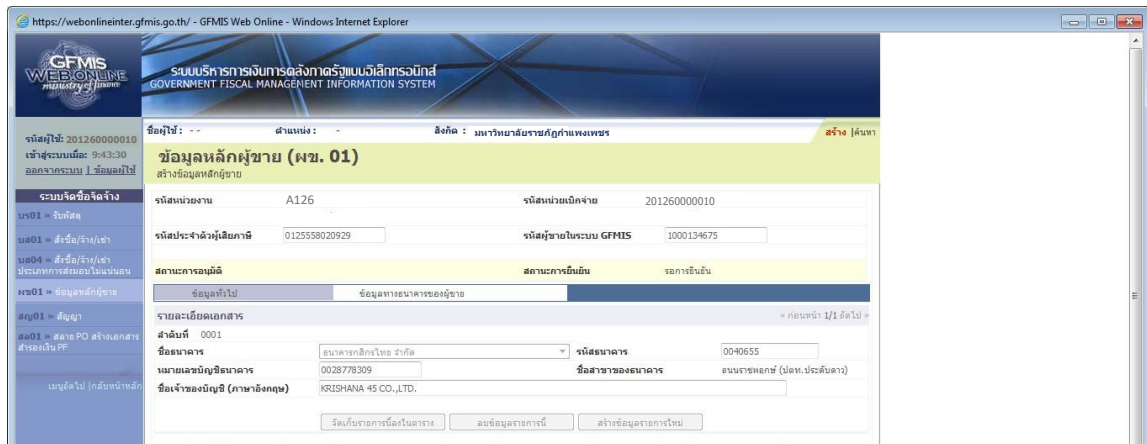 https://webonlineinter.gfmis.go.th/ - GFMIS Web Online - Windows Internet Explorer
GFMIS
WEB ONLINE
ministry of finance
ระบบบริหารการเงินการคลังภาครัฐแบบอิเล็กทรอนิกส์
GOVERNMENT FISCAL MANAGEMENT INFORMATION SYSTEM
รหัสผู้ใช้: 201260000010
เข้าสู่ระบบเมื่อ: 9:43:30
ออกจากระบบ | ข้อมูลผู้ใช้
ชื่อผู้ใช้ : - - ตำแหน่ง : - สังกัด : มหาวิทยาลัยราชภัฏกำแพงเพชร สร้าง |ค้นหา
ข้อมูลหลักผู้ขาย (ผข. 01)
สร้างข้อมูลหลักผู้ขาย
ระบบจัดซื้อจัดจ้าง
บร01 » รับพัสดุ
บส01 » สั่งซื้อ/จ้าง/เช่า
บส04 » สั่งซื้อ/จ้าง/เช่า
ประเภทการส่งมอบไม่แน่นอน
ผข01 » ข้อมูลหลักผู้ขาย
สญ01 » สัญญา
สล01 » สลาย PO สร้างเอกสาร
สำรองเงิน PF
เมนูถัดไป |กลับหน้าหลัก
รหัสหน่วยงาน A126 รหัสหน่วยเบิกจ่าย 201260000010
รหัสประจำตัวผู้เสียภาษี 0125558020929 รหัสผู้ขายในระบบ GFMIS 1000134675
สถานะการอนุมัติ สถานะการยืนยัน รอการยืนยัน
ข้อมูลทั่วไป ข้อมูลทางธนาคารของผู้ขาย
รายละเอียดเอกสาร « ก่อนหน้า 1/1 ถัดไป »
ลำดับที่ 0001
ชื่อธนาคาร ธนาคารกสิกรไทย จำกัด รหัสธนาคาร 0040655
หมายเลขบัญชีธนาคาร 0028778309 ชื่อสาขาของธนาคาร ถนนราชพฤกษ์ (ปตท.ประดับดาว)
ชื่อเจ้าของบัญชี (ภาษาอังกฤษ) KRISHANA 45 CO.,LTD.
จัดเก็บรายการนี้ลงในตาราง ลบข้อมูลรายการนี้ สร้างข้อมูลรายการใหม่